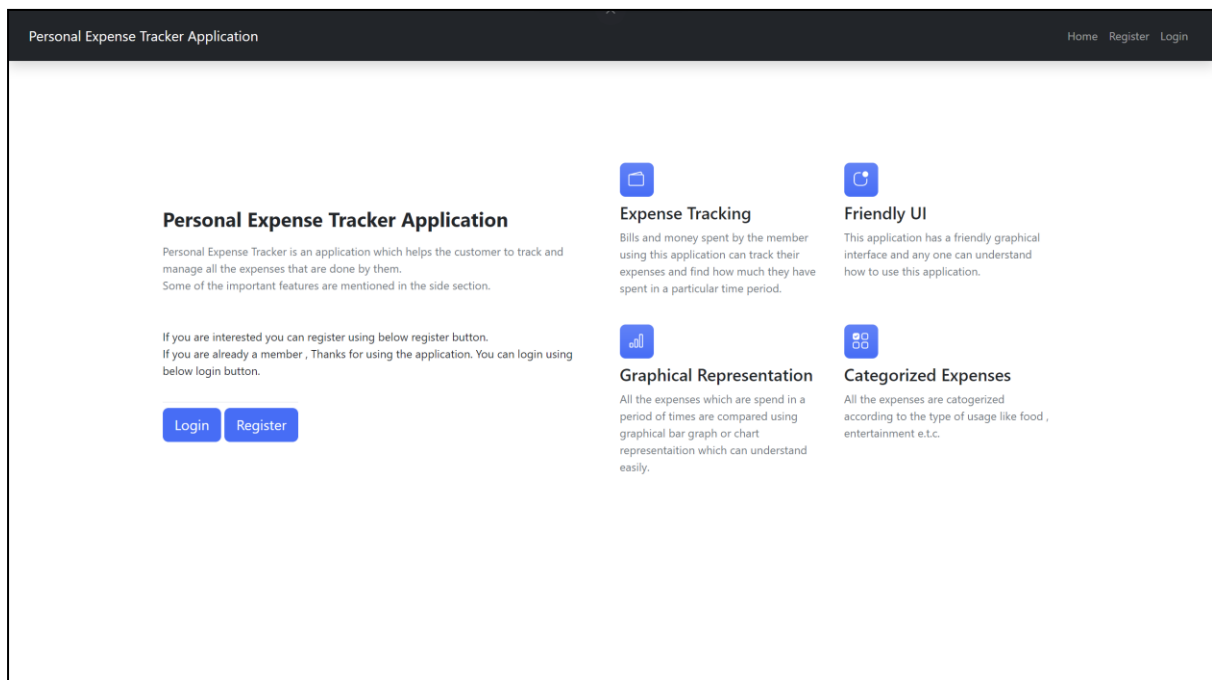 Personal Expense Tracker Application
Home Register Login
Personal Expense Tracker Application
Personal Expense Tracker is an application which helps the customer to track and
manage all the expenses that are done by them.
Some of the important features are mentioned in the side section.
If you are interested you can register using below register button.
If you are already a member , Thanks for using the application. You can login using
below login button.
Login Register
Expense Tracking
Bills and money spent by the member
using this application can track their
expenses and find how much they have
spent in a particular time period.
Friendly UI
This application has a friendly graphical
interface and any one can understand
how to use this application.
Graphical Representation
All the expenses which are spend in a
period of times are compared using
graphical bar graph or chart
representaition which can understand
easily.
Categorized Expenses
All the expenses are catogerized
according to the type of usage like food ,
entertainment e.t.c.